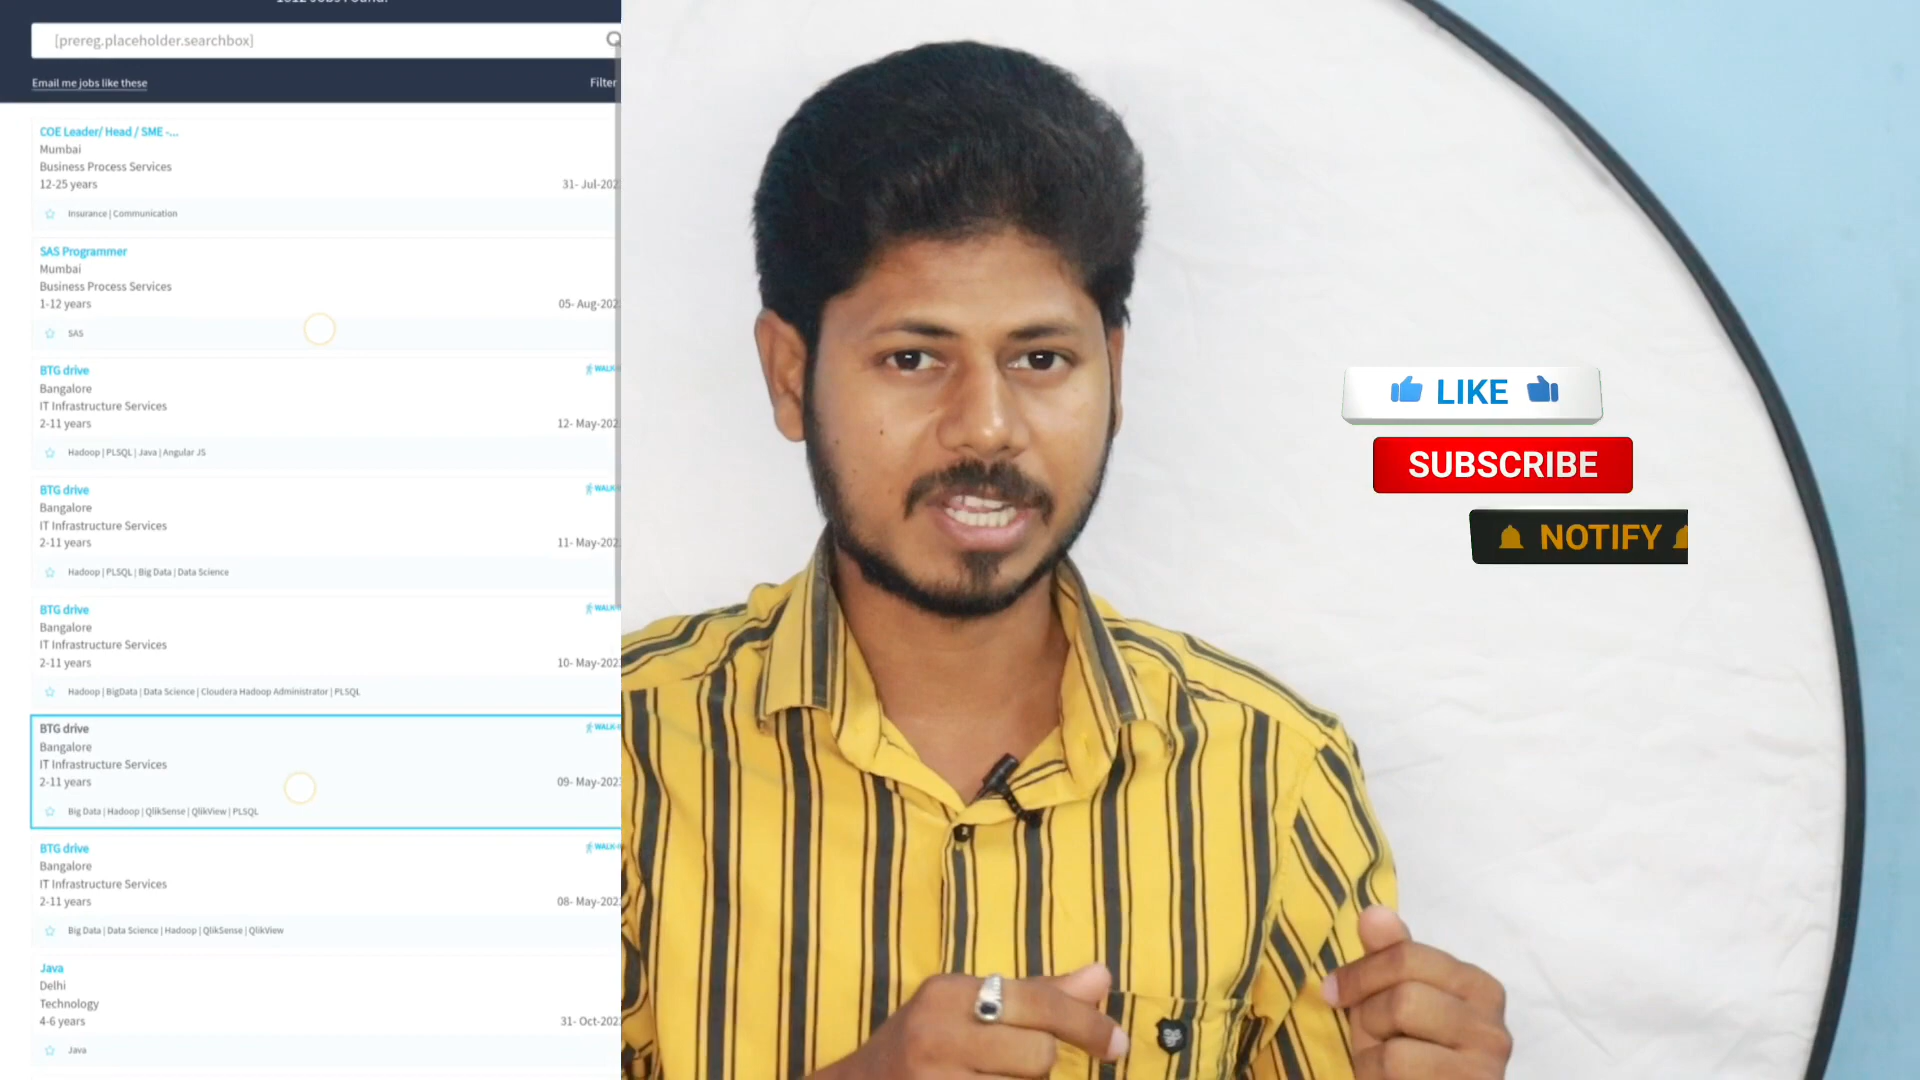 [prereg.placeholder.searchbox]
Email me jobs like these
Filter
COE Leader/ Head / SME -...
Mumbai
Business Process Services
12-25 years
31- Jul-202
Insurance | Communication
SAS Programmer
Mumbai
Business Process Services
1-12 years
05- Aug-202
SAS
BTG drive
WALK-
Bangalore
IT Infrastructure Services
2-11 years
12- May-202
Hadoop | PLSQL | Java | Angular JS
BTG drive
WALK-
Bangalore
IT Infrastructure Services
2-11 years
11- May-202
Hadoop | PLSQL | Big Data | Data Science
BTG drive
WALK-
Bangalore
IT Infrastructure Services
2-11 years
10- May-202
Hadoop | BigData | Data Science | Cloudera Hadoop Administrator | PLSQL
BTG drive
WALK-
Bangalore
IT Infrastructure Services
2-11 years
09- May-202
Big Data | Hadoop | QlikSense | QlikView | PLSQL
BTG drive
WALK-
Bangalore
IT Infrastructure Services
2-11 years
08- May-202
Big Data | Data Science | Hadoop | QlikSense | QlikView
Java
Delhi
Technology
4-6 years
31- Oct-202
Java
LIKE
SUBSCRIBE
NOTIFY